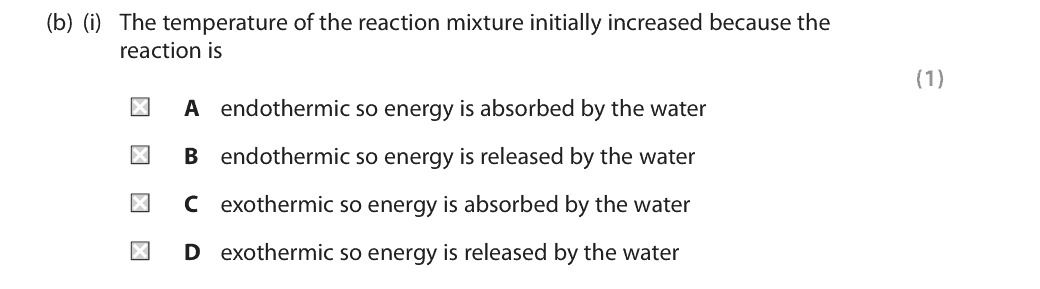 (b) (i) The temperature of the reaction mixture initially increased because the
reaction is
(1)
A endothermic so energy is absorbed by the water
B endothermic so energy is released by the water
C exothermic so energy is absorbed by the water
D exothermic so energy is released by the water